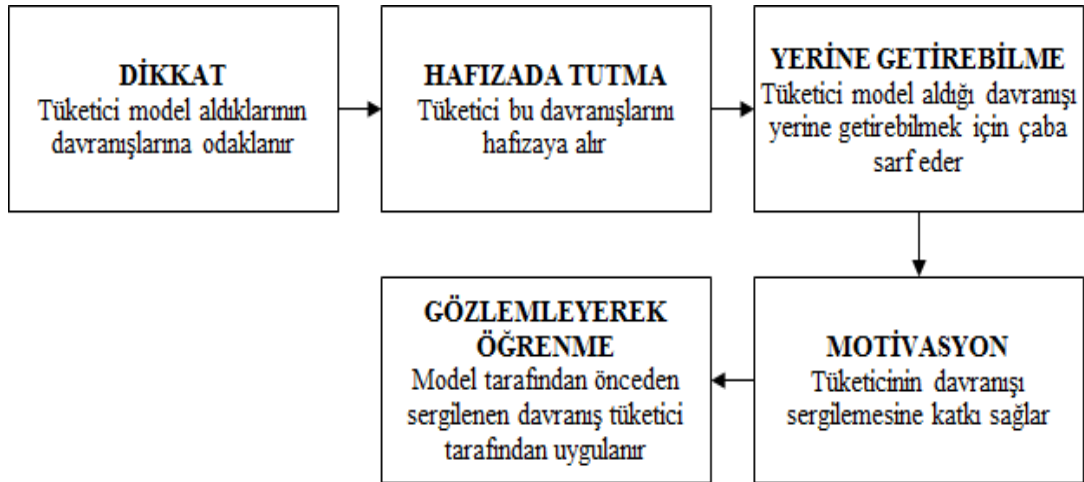 DİKKAT
Tüketici model aldıklarının
davranışlarına odaklanır
HAFIZADA TUTMA
Tüketici bu davranışlarını
hafızaya alır
YERİNE GETİREBİLME
Tüketici model aldığı davranışı
yerine getirebilmek için çaba
sarf eder
GÖZLEMLEYEREK
ÖĞRENME
Model tarafından önceden
sergilenen davranış tüketici
tarafından uygulanır
MOTİVASYON
Tüketicinin davranışı
sergilemesine katkı sağlar